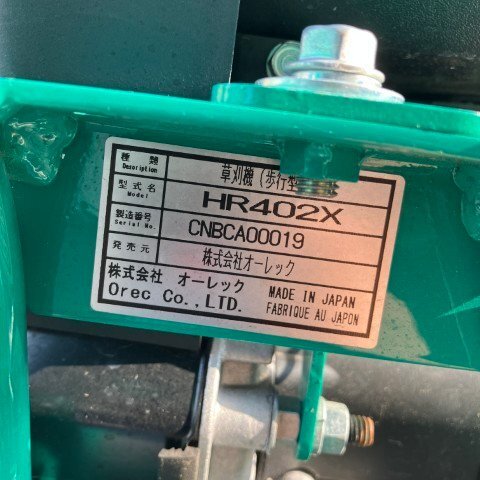 種類 草刈機（歩行型
Description
型式名 HR402X
Model
製造番号 CNBCA00019
Serial No.
発売元 株式会社オーレック
株式会社 オーレック
Orec Co.,LTD.
MADE IN JAPAN
FABRIQUE AU JAPON